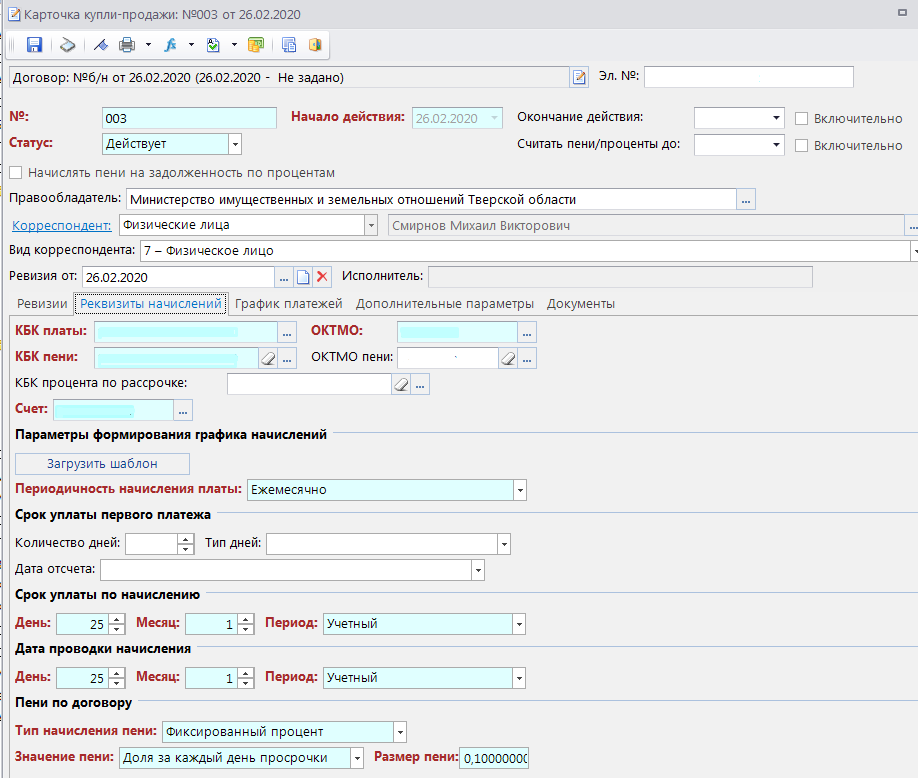 Карточка купли-продажи: №003 от 26.02.2020
Договор: №б/н от 26.02.2020 (26.02.2020 - Не задано) Эл. №:
№: 003 Начало действия: 26.02.2020 Окончание действия: Включительно
Статус: Действует Считать пени/проценты до: Включительно
Начислять пени на задолженность по процентам
Правообладатель: Министерство имущественных и земельных отношений Тверской области ...
Корреспондент: Физические лица Смирнов Михаил Викторович ...
Вид корреспондента: 7 – Физическое лицо
Ревизия от: 26.02.2020 ... Исполнитель:
Ревизии Реквизиты начислений График платежей Дополнительные параметры Документы
КБК платы: ... ОКТМО: ...
КБК пени: ... ОКТМО пени: ...
КБК процента по рассрочке: ...
Счет: ...
Параметры формирования графика начислений
Загрузить шаблон
Периодичность начисления платы: Ежемесячно
Срок уплаты первого платежа
Количество дней: Тип дней:
Дата отсчета:
Срок уплаты по начислению
День: 25 Месяц: 1 Период: Учетный
Дата проводки начисления
День: 25 Месяц: 1 Период: Учетный
Пени по договору
Тип начисления пени: Фиксированный процент
Значение пени: Доля за каждый день просрочки Размер пени: 0,1000000